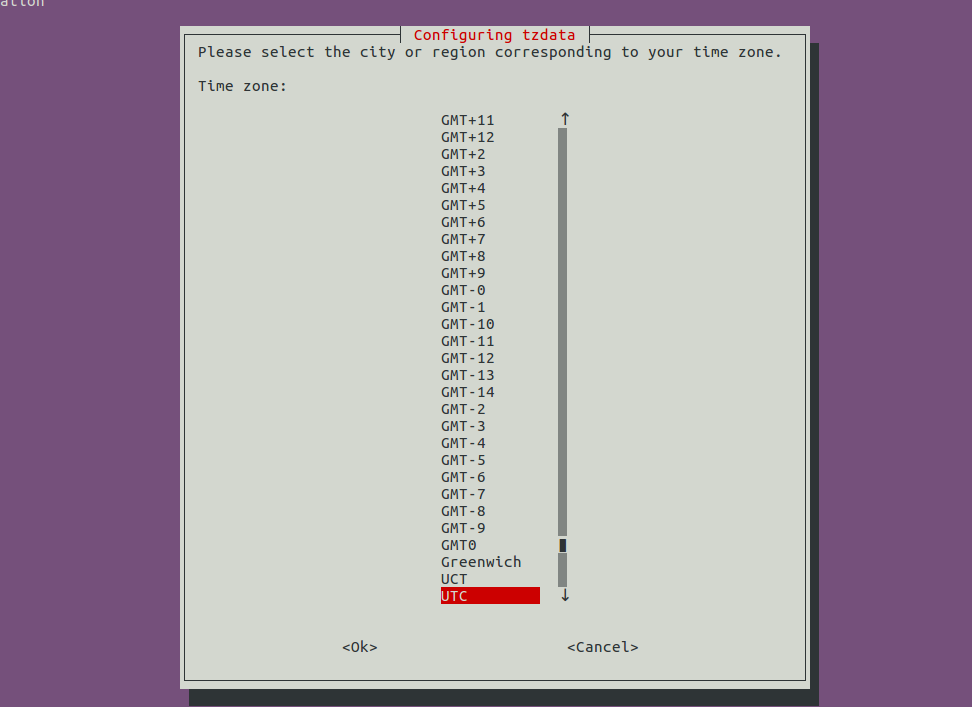 Configuring tzdata
Please select the city or region corresponding to your time zone.
Time zone:
GMT+11
GMT+12
GMT+2
GMT+3
GMT+4
GMT+5
GMT+6
GMT+7
GMT+8
GMT+9
GMT-0
GMT-1
GMT-10
GMT-11
GMT-12
GMT-13
GMT-14
GMT-2
GMT-3
GMT-4
GMT-5
GMT-6
GMT-7
GMT-8
GMT-9
GMT0
Greenwich
UCT
UTC
<Ok> <Cancel>